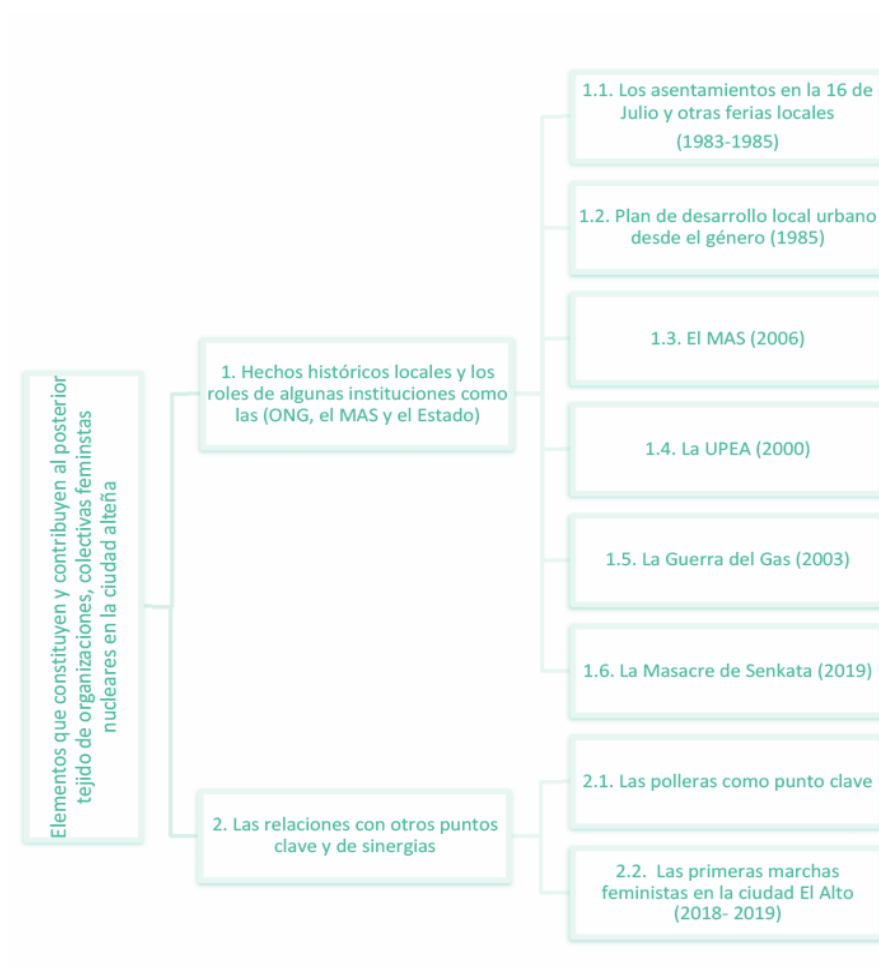 Elementos que constituyen y contribuyen al posterior
tejido de organizaciones, colectivas feminstas
nucleares en la ciudad alteña
1. Hechos históricos locales y los
roles de algunas instituciones como
las (ONG, el MAS y el Estado)
1.1. Los asentamientos en la 16 de
Julio y otras ferias locales
(1983-1985)
1.2. Plan de desarrollo local urbano
desde el género (1985)
1.3. El MAS (2006)
1.4. La UPEA (2000)
1.5. La Guerra del Gas (2003)
1.6. La Masacre de Senkata (2019)
2. Las relaciones con otros puntos
clave y de sinergias
2.1. Las polleras como punto clave
2.2. Las primeras marchas
feministas en la ciudad El Alto
(2018- 2019)